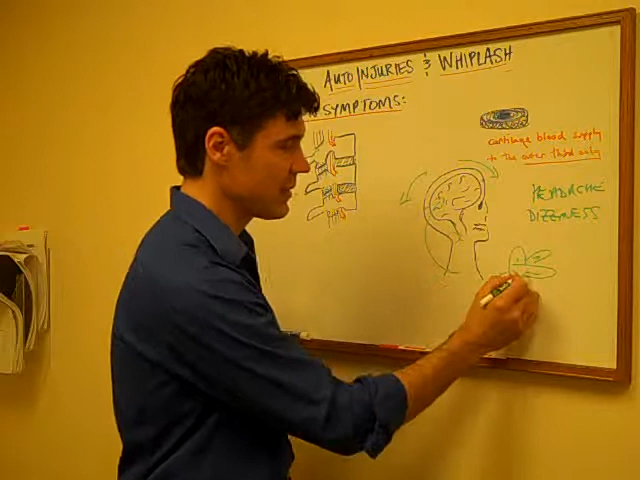 AUTO INJURIES & WHIPLASH
SYMPTOMS:
cartilage blood supply
to the outer third only
HEADACHE
DIZZINESS